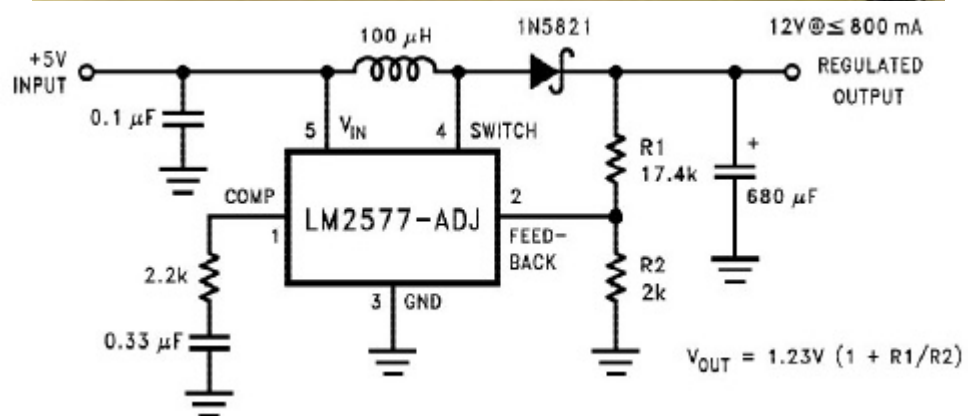 +5V
INPUT
0.1 μF
100 μH
1N5821
12V@≤ 800 mA
REGULATED
OUTPUT
5
VIN
4
SWITCH
COMP
1
LM2577-ADJ
2
FEED-
BACK
3
GND
R1
17.4k
+
680 μF
R2
2k
2.2k
0.33 μF
VOUT = 1.23V (1 + R1/R2)